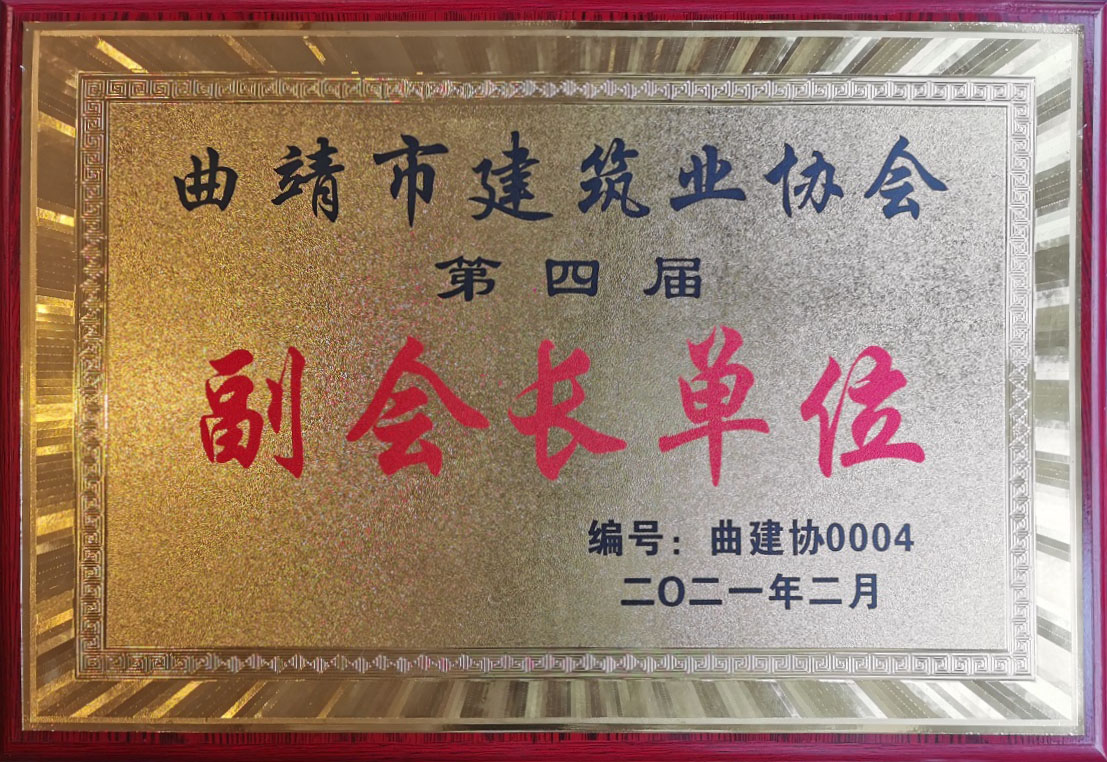 曲靖市建筑业协会
第四届
副会长单位
编号：曲建协0004
二〇二一年二月